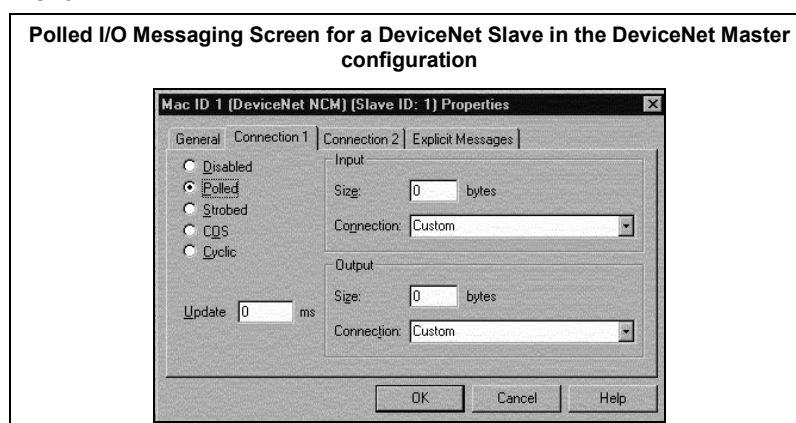 Polled I/O Messaging Screen for a DeviceNet Slave in the DeviceNet Master
configuration
Mac ID 1 (DeviceNet NCM) (Slave ID: 1) Properties
General Connection 1 Connection 2 Explicit Messages
Disabled
Polled
Strobed
COS
Cyclic
Update 0 ms
Input
Size: 0 bytes
Connection: Custom
Output
Size: 0 bytes
Connection: Custom
OK Cancel Help